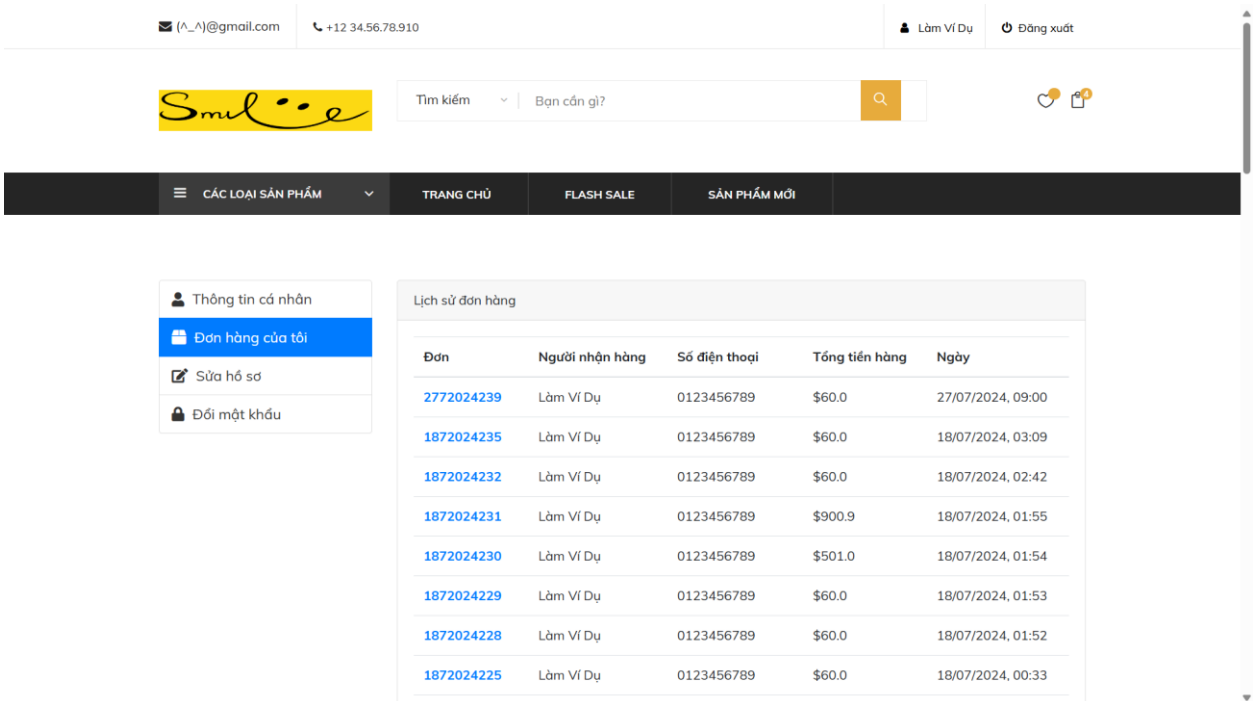 (^_^)@gmail.com +12 34.56.78.910 Làm Ví Dụ Đăng xuất
Smile
Tìm kiếm Bạn cần gì?
4
CÁC LOẠI SẢN PHẨM TRANG CHỦ FLASH SALE SẢN PHẨM MỚI
Thông tin cá nhân
Đơn hàng của tôi
Sửa hồ sơ
Đổi mật khẩu
Lịch sử đơn hàng
Đơn Người nhận hàng Số điện thoại Tổng tiền hàng Ngày
2772024239 Làm Ví Dụ 0123456789 $60.0 27/07/2024, 09:00
1872024235 Làm Ví Dụ 0123456789 $60.0 18/07/2024, 03:09
1872024232 Làm Ví Dụ 0123456789 $60.0 18/07/2024, 02:42
1872024231 Làm Ví Dụ 0123456789 $900.9 18/07/2024, 01:55
1872024230 Làm Ví Dụ 0123456789 $501.0 18/07/2024, 01:54
1872024229 Làm Ví Dụ 0123456789 $60.0 18/07/2024, 01:53
1872024228 Làm Ví Dụ 0123456789 $60.0 18/07/2024, 01:52
1872024225 Làm Ví Dụ 0123456789 $60.0 18/07/2024, 00:33